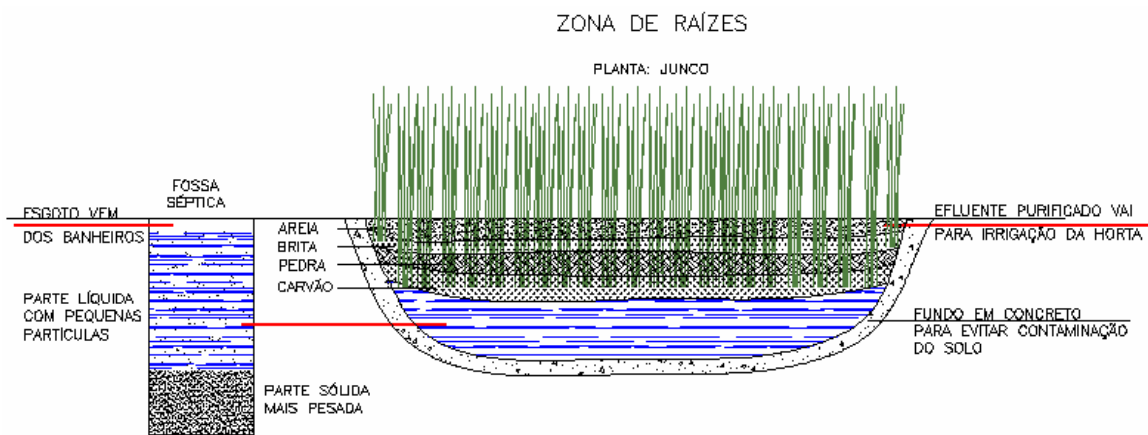 ZONA DE RAÍZES
PLANTA: JUNCO
FOSSA
SÉPTICA
ESGOTO VEM
DOS BANHEIROS
PARTE LÍQUIDA
COM PEQUENAS
PARTÍCULAS
PARTE SÓLIDA
MAIS PESADA
AREIA
BRITA
PEDRA
CARVÃO
EFLUENTE PURIFICADO VAI
PARA IRRIGAÇÃO DA HORTA
FUNDO EM CONCRETO
PARA EVITAR CONTAMINAÇÃO
DO SOLO